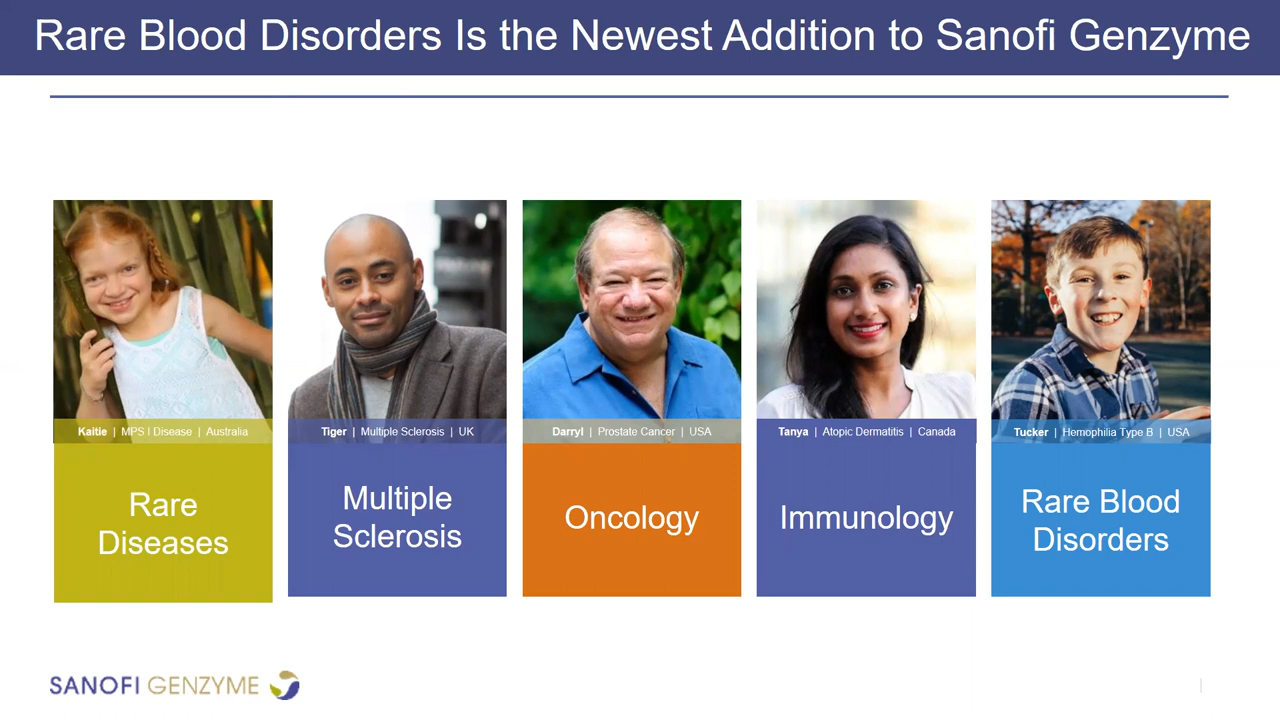 Rare Blood Disorders Is the Newest Addition to Sanofi Genzyme
Kaitie | MPS I Disease | Australia
Rare
Diseases
Tiger | Multiple Sclerosis | UK
Multiple
Sclerosis
Darryl | Prostate Cancer | USA
Oncology
Tanya | Atopic Dermatitis | Canada
Immunology
Tucker | Hemophilia Type B | USA
Rare Blood
Disorders
SANOFI GENZYME